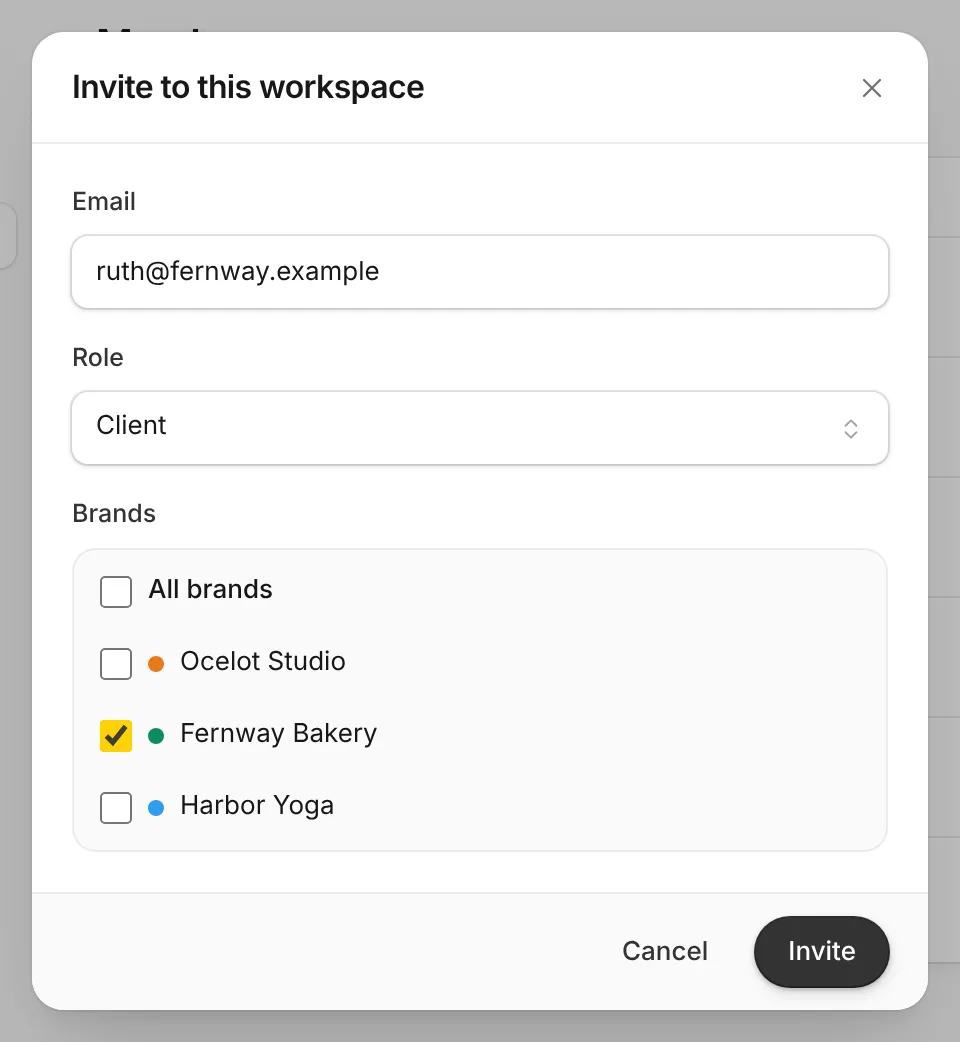 Invite to this workspace
Email
ruth@fernway.example
Role
Client
Brands
All brands
Ocelot Studio
Fernway Bakery
Harbor Yoga
Cancel
Invite